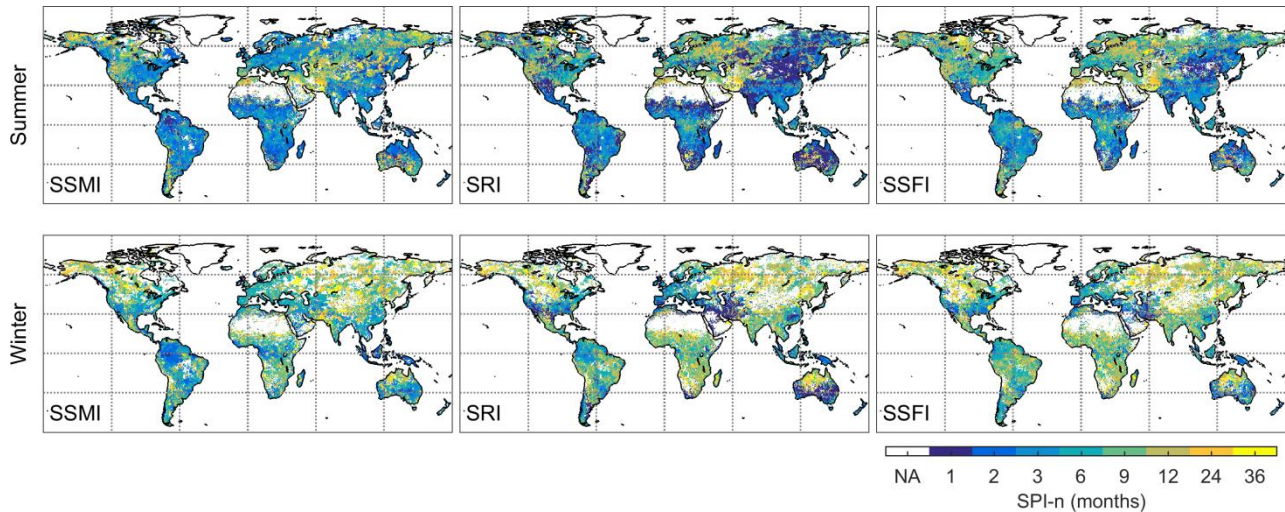 Summer
SSMI
SRI
SSFI
Winter
SSMI
SRI
SSFI
NA 1 2 3 6 9 12 24 36
SPI-n (months)